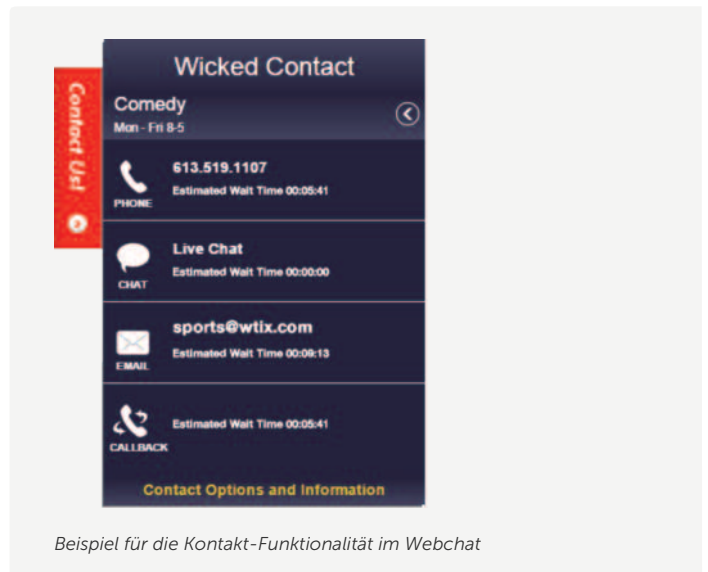 Wicked Contact
Contact Us!
Comedy
Mon - Fri 8-5
613.519.1107
Estimated Wait Time 00:05:41
PHONE
Live Chat
Estimated Wait Time 00:00:00
CHAT
sports@wtix.com
Estimated Wait Time 00:09:13
EMAIL
Estimated Wait Time 00:05:41
CALLBACK
Contact Options and Information
Beispiel für die Kontakt-Funktionalität im Webchat